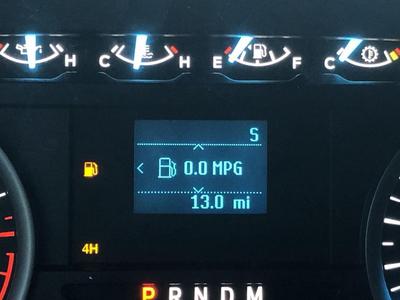 H C H E F C
S
0.0 MPG
13.0 mi
4H
P R N D M